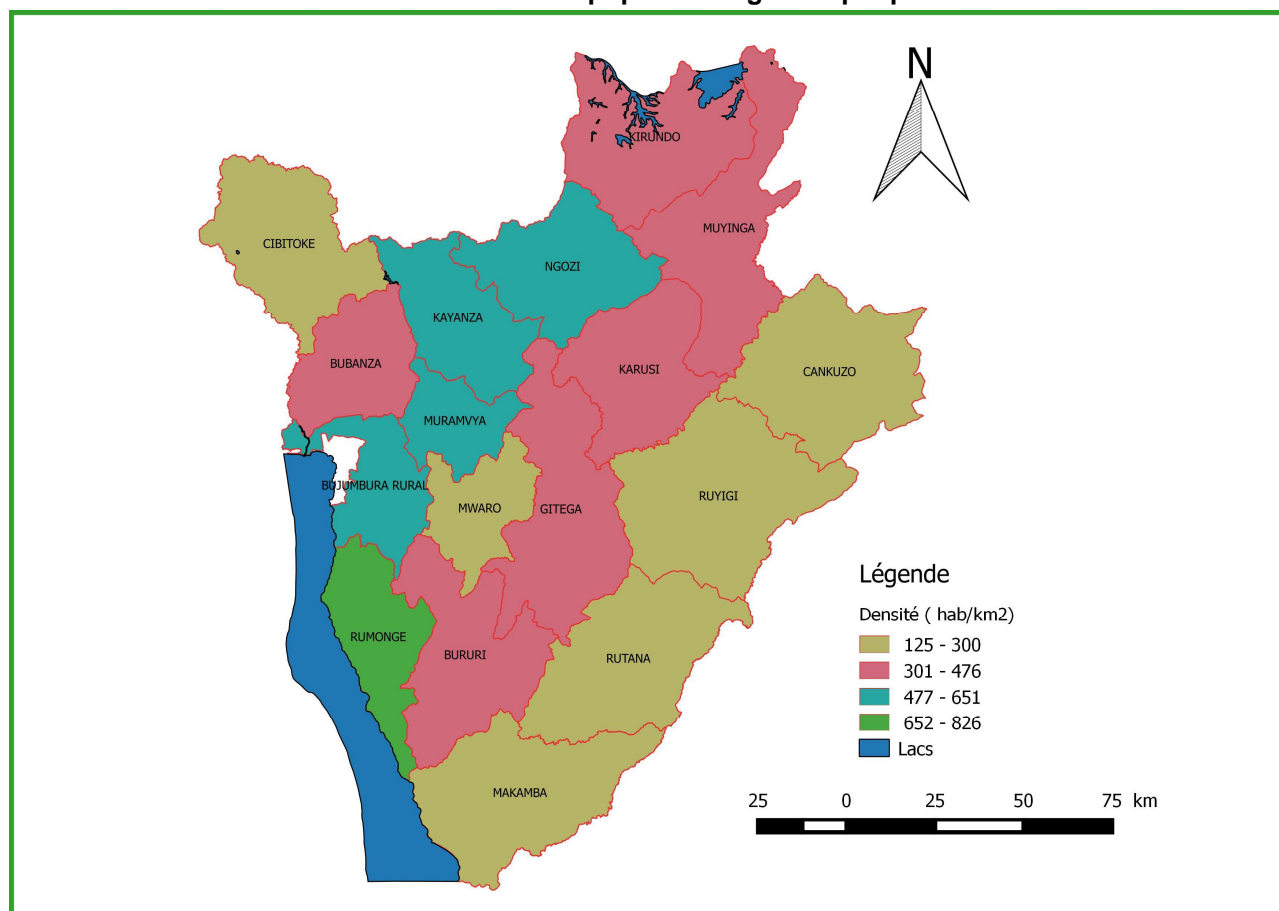 N
KIRUNDO
MUYINGA
CIBITOKE
NGOZI
KAYANZA
BUBANZA
KARUSI
CANKUZO
MURAMVYA
BUJUMBURA RURAL
MWARO
GITEGA
RUYIGI
RUMONGE
BURURI
RUTANA
MAKAMBA
Légende
Densité ( hab/km2)
125 - 300
301 - 476
477 - 651
652 - 826
Lacs
25 0 25 50 75 km